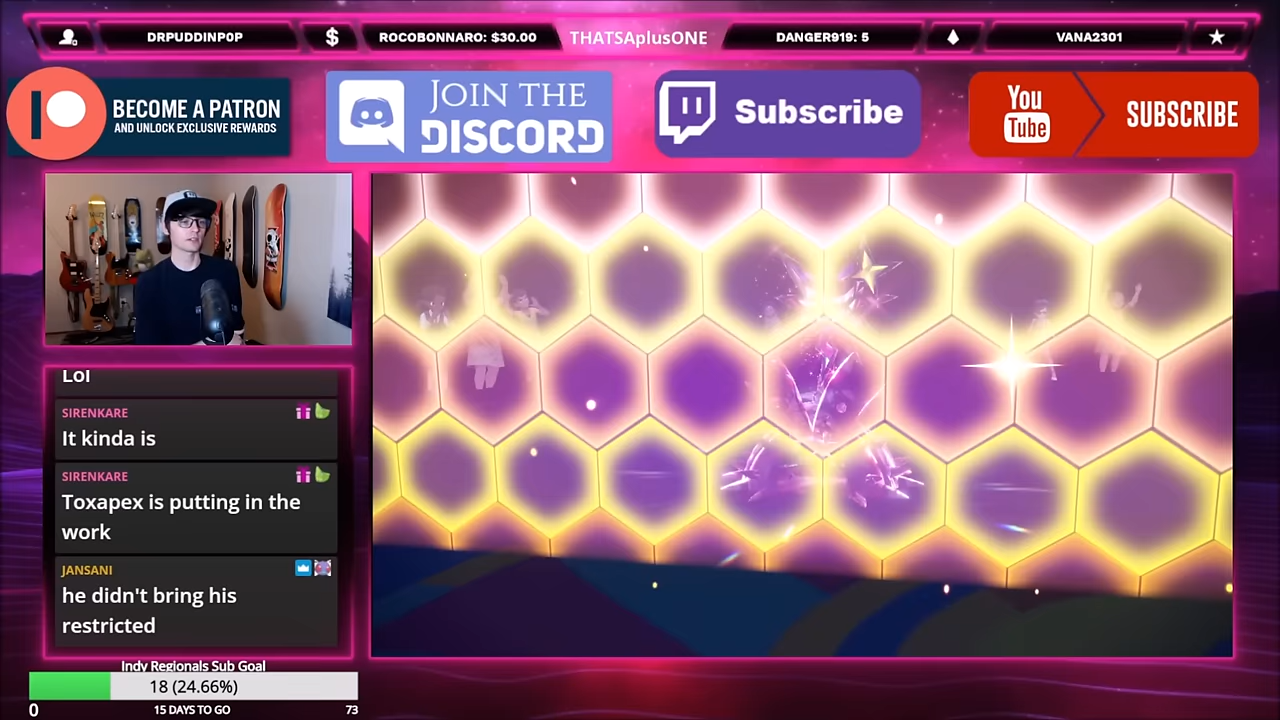 DRPUDDINP0P
$
ROCOBONNARO: $30.00
THATSAplusONE
DANGER919: 5
VANA2301
BECOME A PATRON
AND UNLOCK EXCLUSIVE REWARDS
JOIN THE
DISCORD
Subscribe
You
Tube
SUBSCRIBE
Lol
SIRENKARE
It kinda is
SIRENKARE
Toxapex is putting in the
work
JANSANI
he didn't bring his
restricted
Indy Regionals Sub Goal
18 (24.66%)
0
15 DAYS TO GO
73